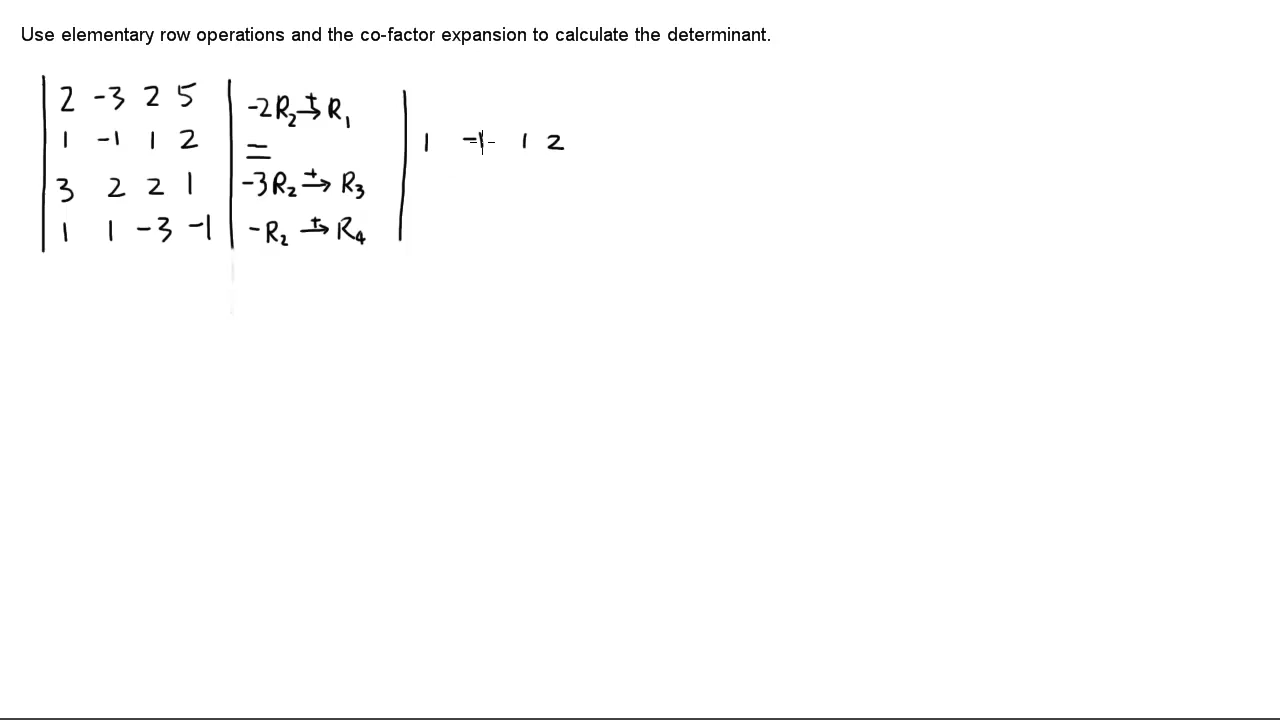 Use elementary row operations and the co-factor expansion to calculate the determinant.
| 2 -3 2 5 | -2R₂ →⁺ R₁ |
| 1 -1 1 2 | = | 1 -1 1 2
| 3 2 2 1 | -3R₂ →⁺ R₃ |
| 1 1 -3 -1 | -R₂ →⁺ R₄ |